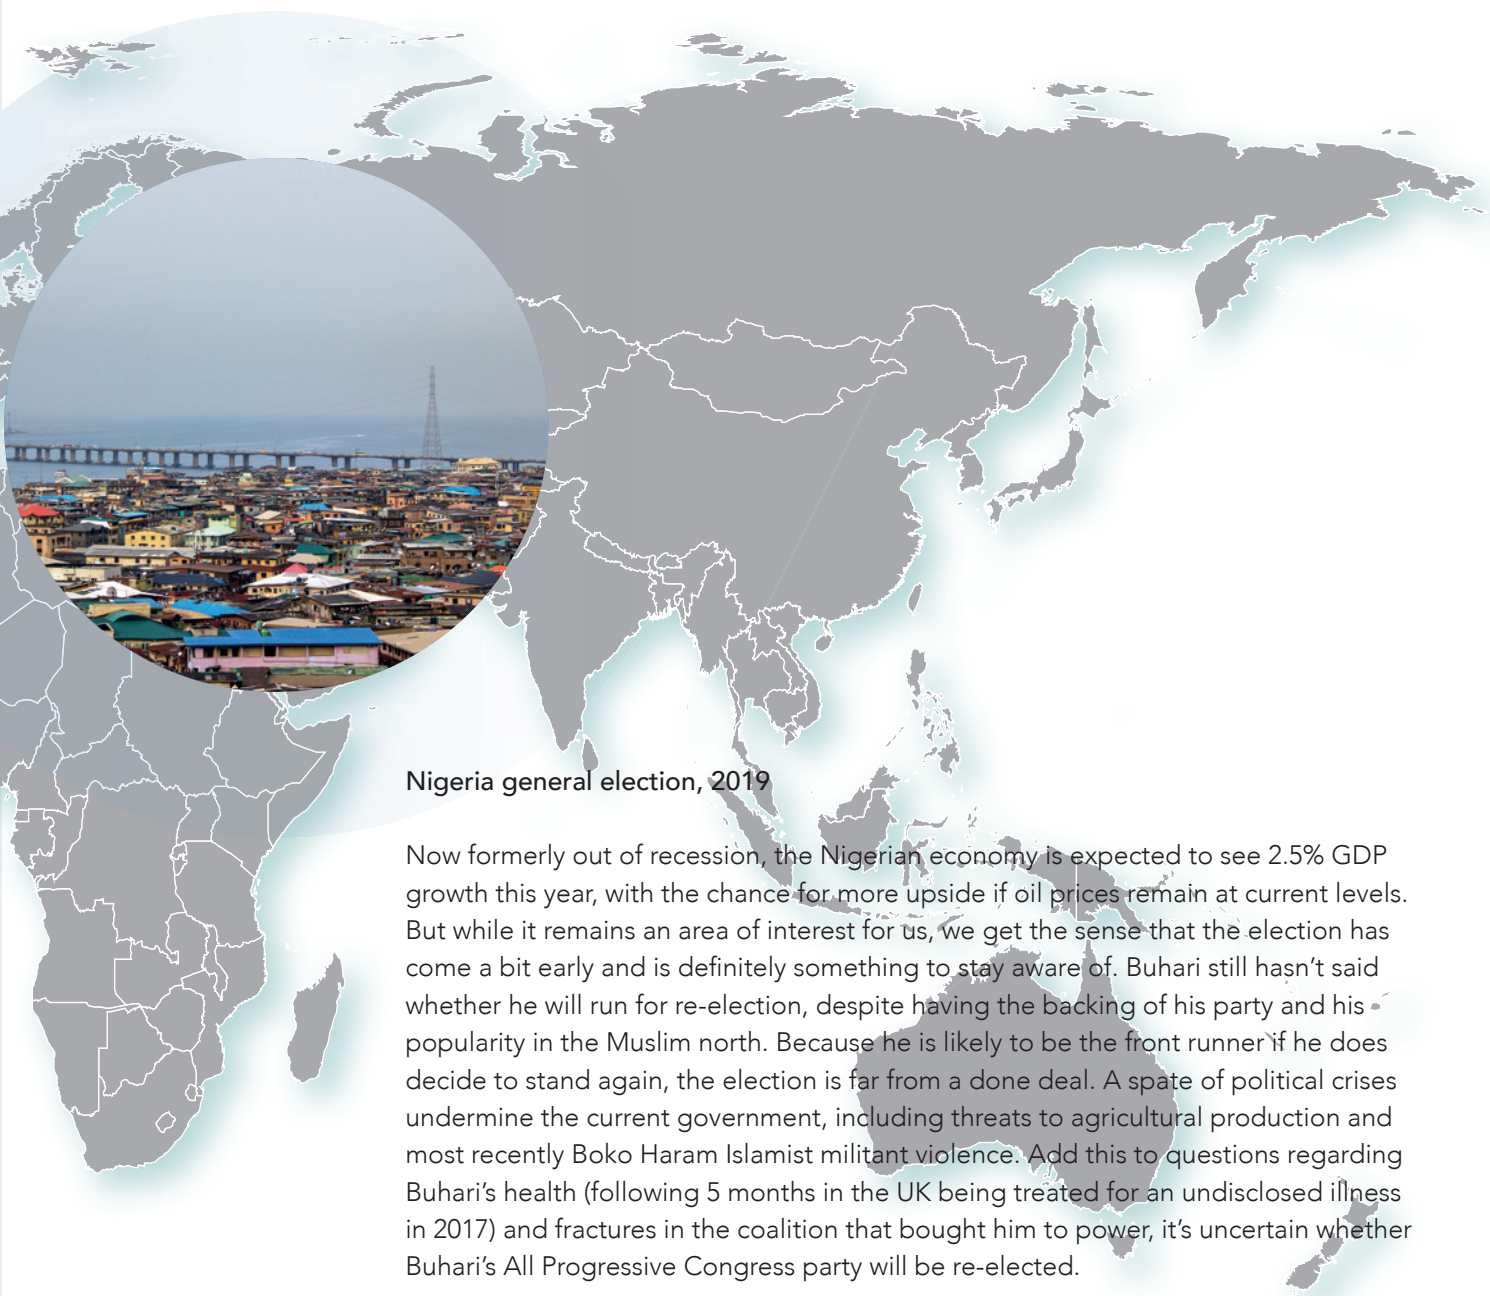 Nigeria general election, 2019
Now formerly out of recession, the Nigerian economy is expected to see 2.5% GDP
growth this year, with the chance for more upside if oil prices remain at current levels.
But while it remains an area of interest for us, we get the sense that the election has
come a bit early and is definitely something to stay aware of. Buhari still hasn’t said
whether he will run for re-election, despite having the backing of his party and his
popularity in the Muslim north. Because he is likely to be the front runner if he does
decide to stand again, the election is far from a done deal. A spate of political crises
undermine the current government, including threats to agricultural production and
most recently Boko Haram Islamist militant violence. Add this to questions regarding
Buhari’s health (following 5 months in the UK being treated for an undisclosed illness
in 2017) and fractures in the coalition that bought him to power, it’s uncertain whether
Buhari’s All Progressive Congress party will be re-elected.